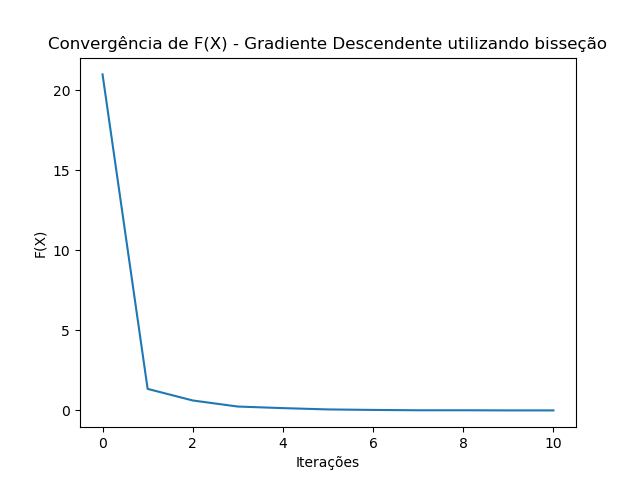 Convergência de F(X) - Gradiente Descendente utilizando bisseção
20
15
10
5
0
F(X)
0 2 4 6 8 10
Iterações